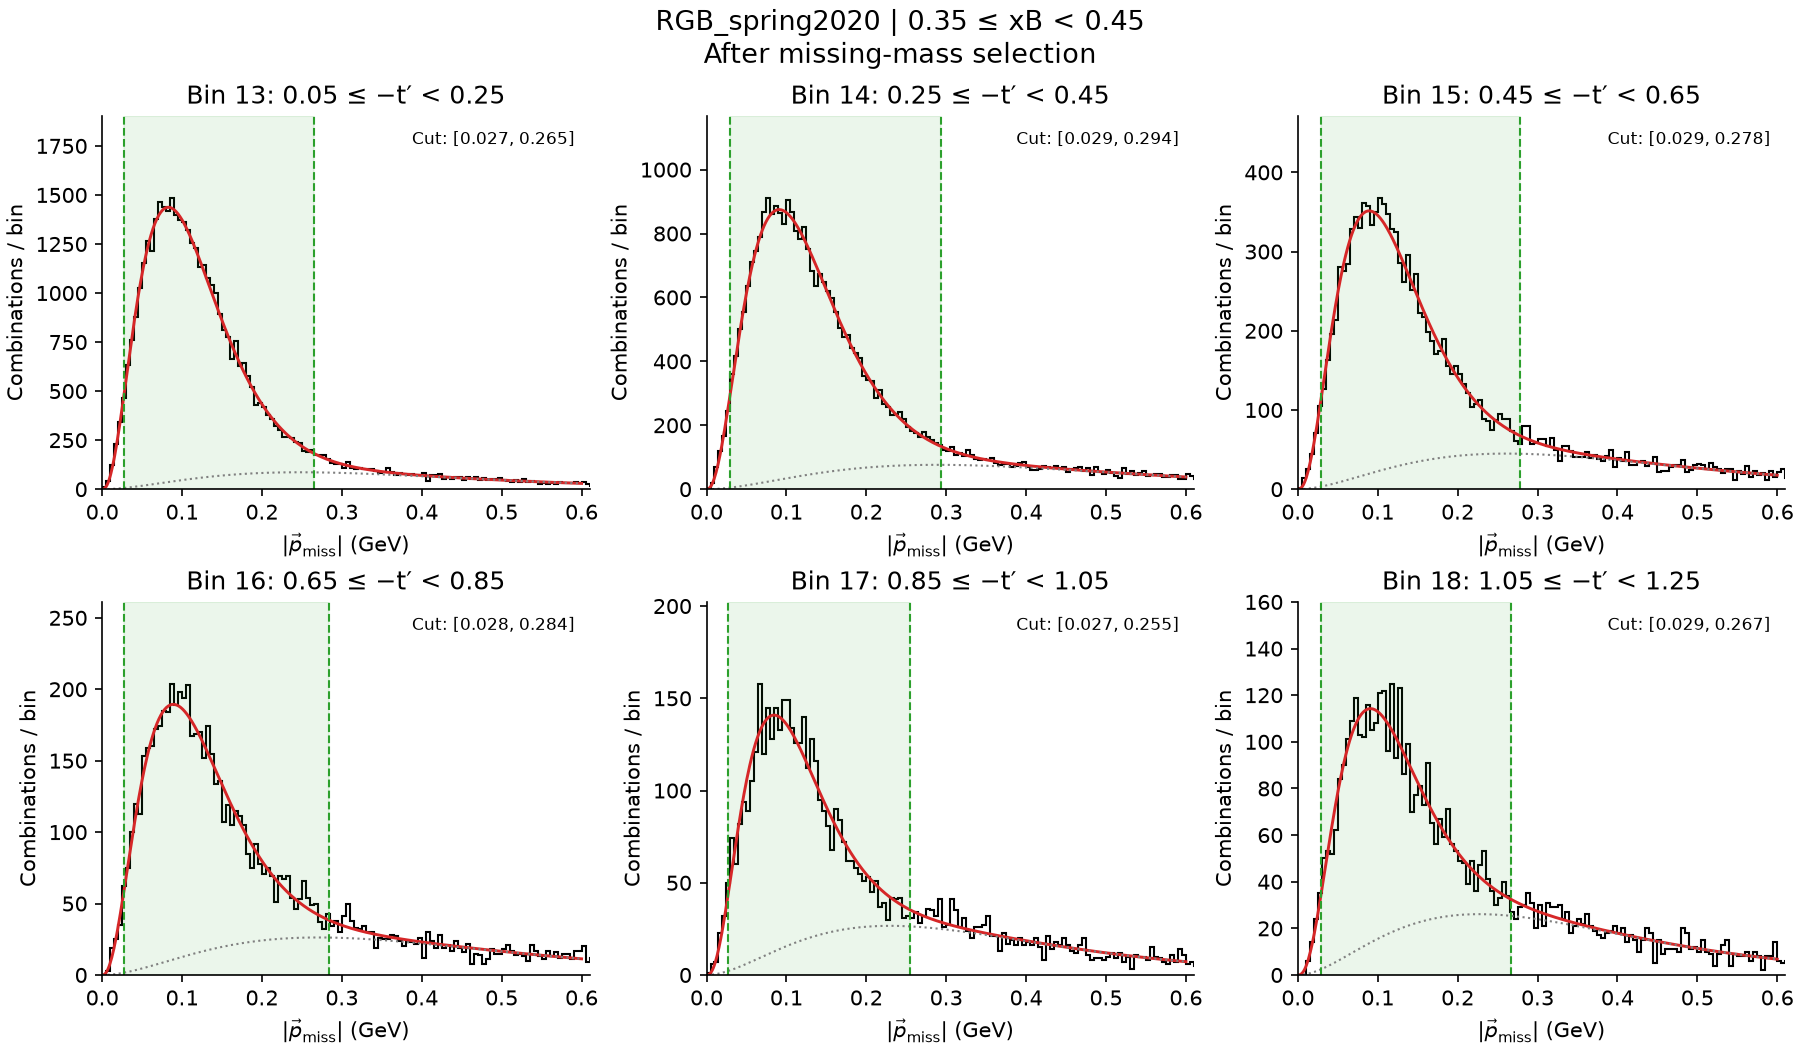 RGB_spring2020 | 0.35 ≤ xB < 0.45
After missing-mass selection
Bin 13: 0.05 ≤ −t′ < 0.25
Cut: [0.027, 0.265]
Combinations / bin
1750
1500
1250
1000
750
500
250
0
0.0 0.1 0.2 0.3 0.4 0.5 0.6
|p⃗miss| (GeV)
Bin 14: 0.25 ≤ −t′ < 0.45
Cut: [0.029, 0.294]
Combinations / bin
1000
800
600
400
200
0
0.0 0.1 0.2 0.3 0.4 0.5 0.6
|p⃗miss| (GeV)
Bin 15: 0.45 ≤ −t′ < 0.65
Cut: [0.029, 0.278]
Combinations / bin
400
300
200
100
0
0.0 0.1 0.2 0.3 0.4 0.5 0.6
|p⃗miss| (GeV)
Bin 16: 0.65 ≤ −t′ < 0.85
Cut: [0.028, 0.284]
Combinations / bin
250
200
150
100
50
0
0.0 0.1 0.2 0.3 0.4 0.5 0.6
|p⃗miss| (GeV)
Bin 17: 0.85 ≤ −t′ < 1.05
Cut: [0.027, 0.255]
Combinations / bin
200
150
100
50
0
0.0 0.1 0.2 0.3 0.4 0.5 0.6
|p⃗miss| (GeV)
Bin 18: 1.05 ≤ −t′ < 1.25
Cut: [0.029, 0.267]
Combinations / bin
160
140
120
100
80
60
40
20
0
0.0 0.1 0.2 0.3 0.4 0.5 0.6
|p⃗miss| (GeV)